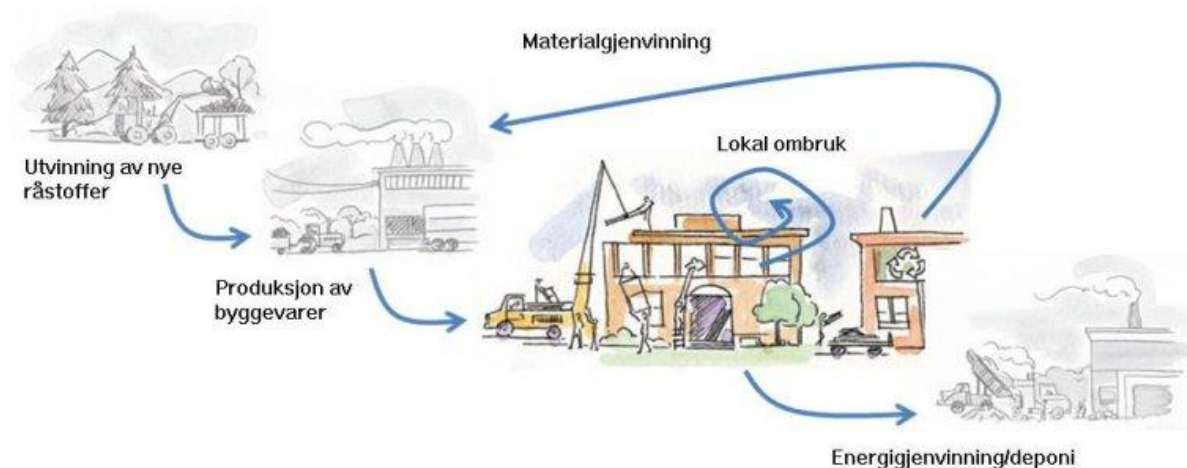 Materialgjenvinning
Lokal ombruk
Utvinning av nye
råstoffer
Produksjon av
byggevarer
Energigjenvinning/deponi